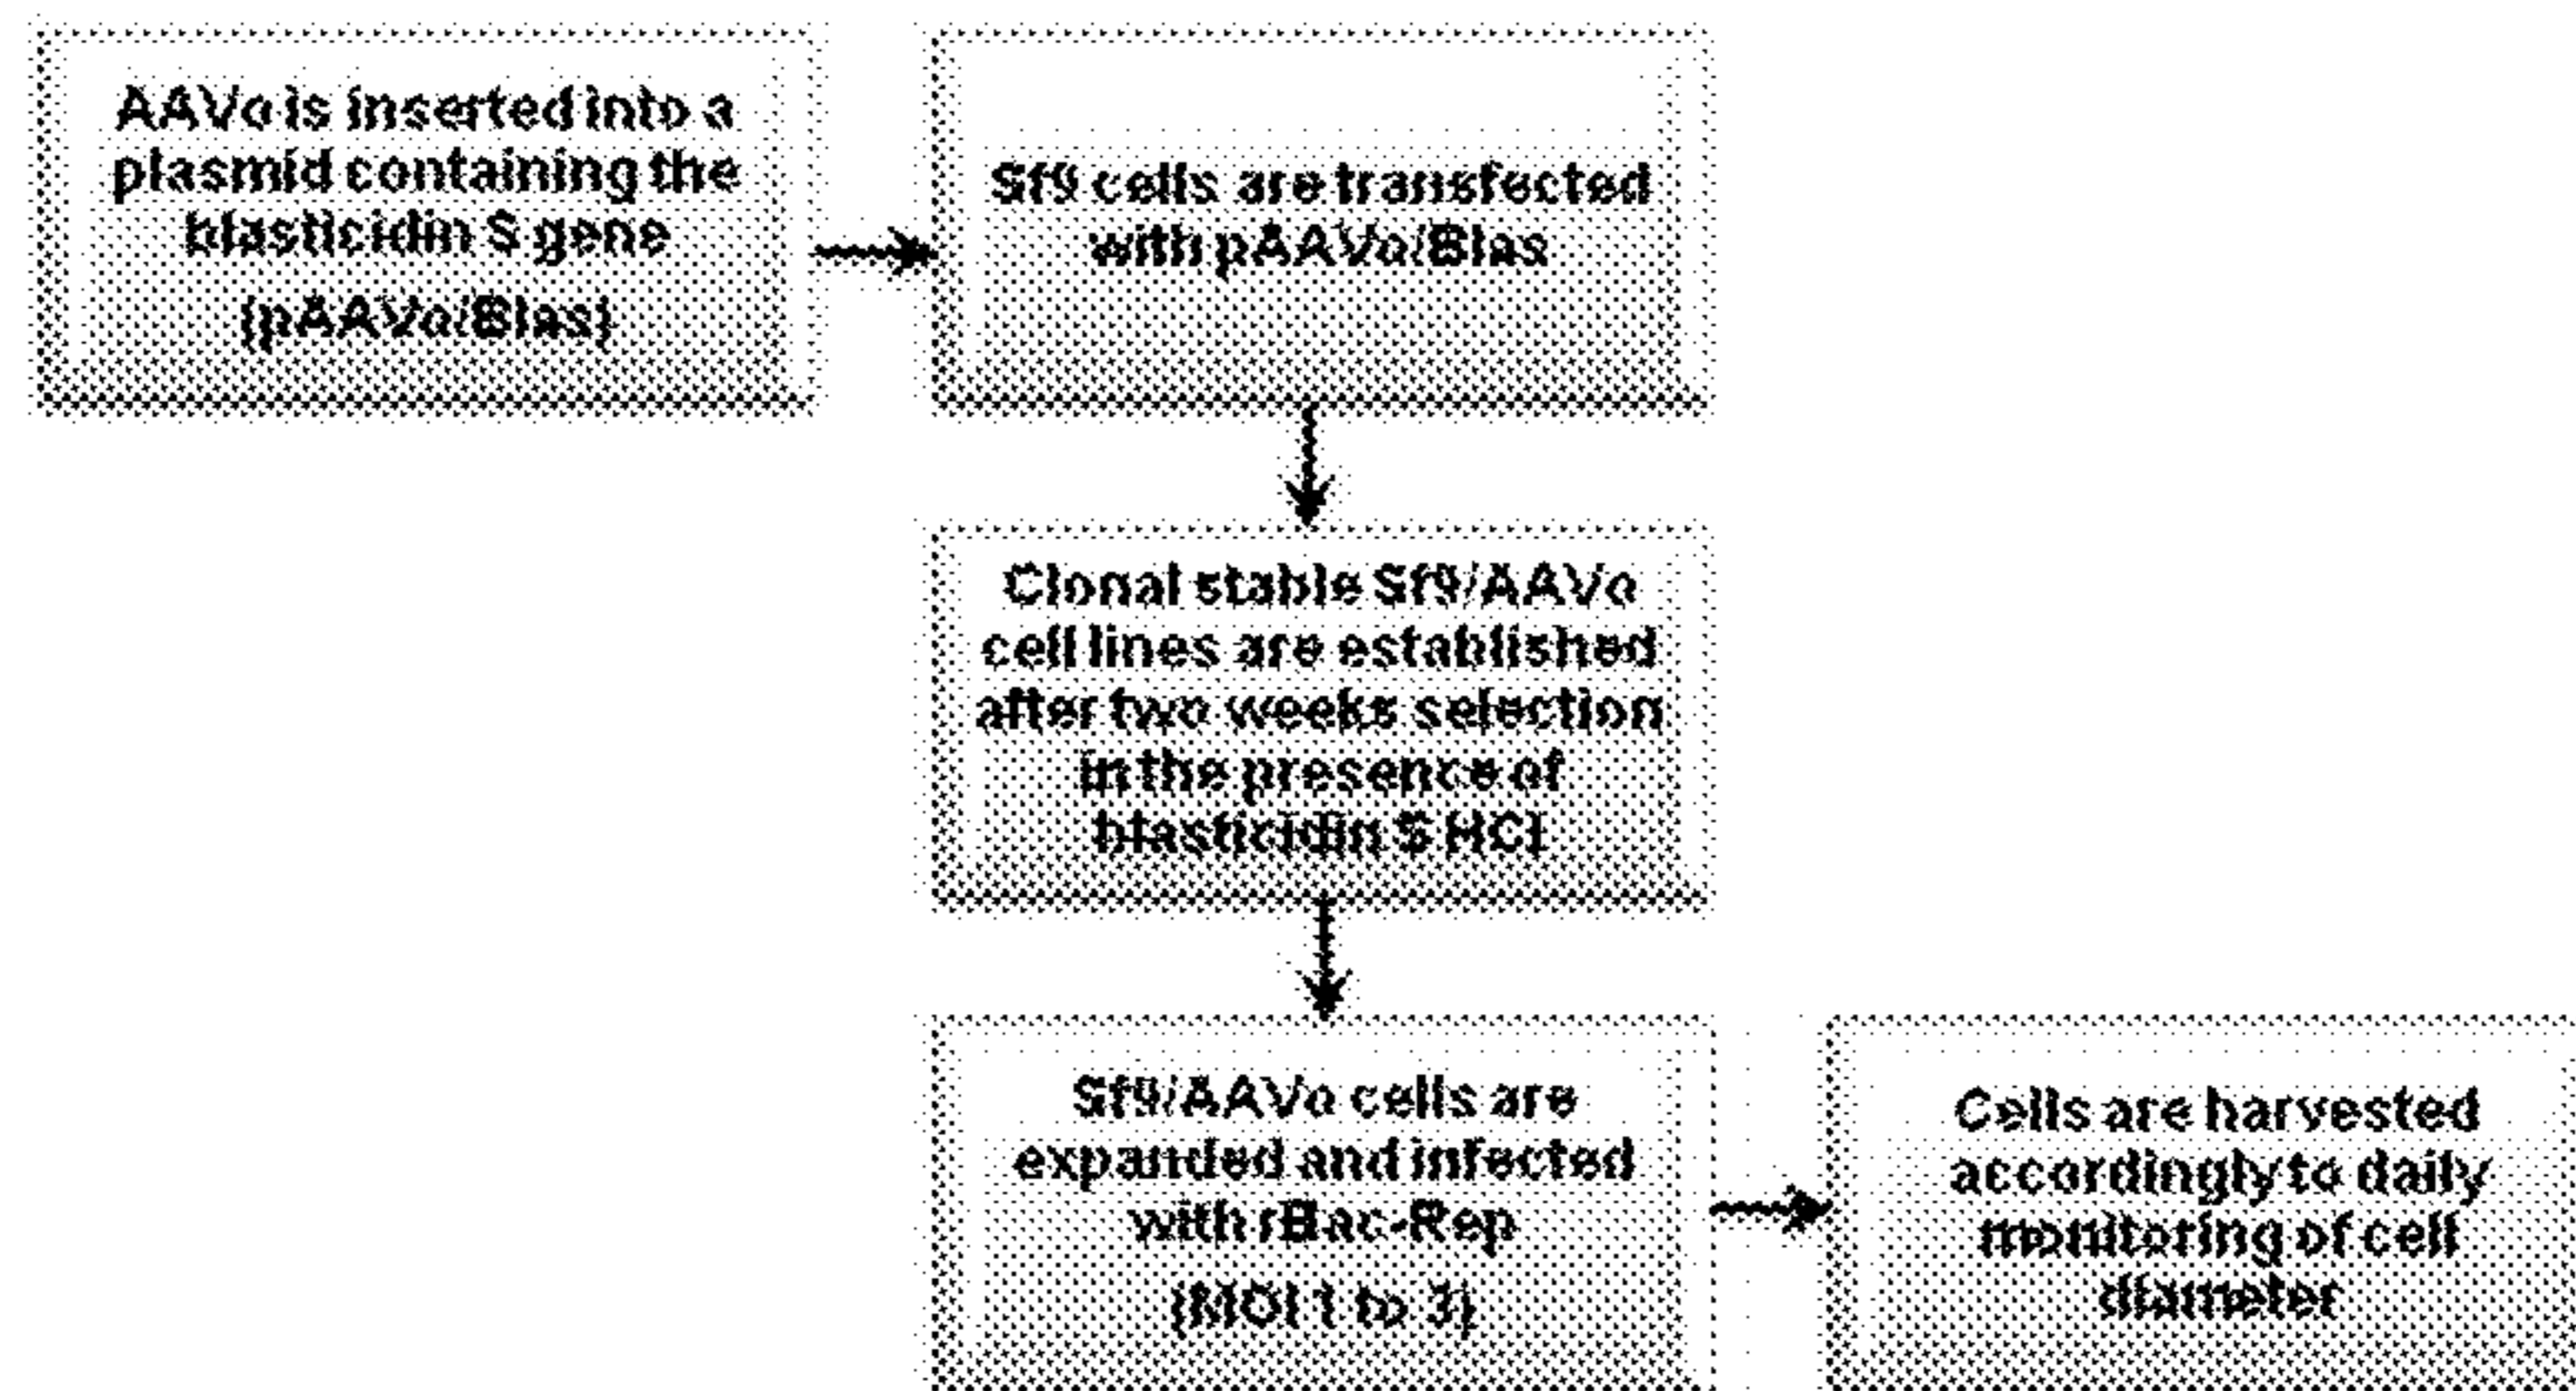 AAVo is inserted into a
plasmid containing the
blasticidin S gene
(pAAVo/Blas)
Sf9 cells are transfected
with pAAVo/Blas
Clonal stable Sf9/AAVo
cell lines are established
after two weeks selection
in the presence of
blasticidin S HCl
Sf9/AAVo cells are
expanded and infected
with rBac-Rep
(MOI 1 to 3)
Cells are harvested
accordingly to daily
monitoring of cell
diameter